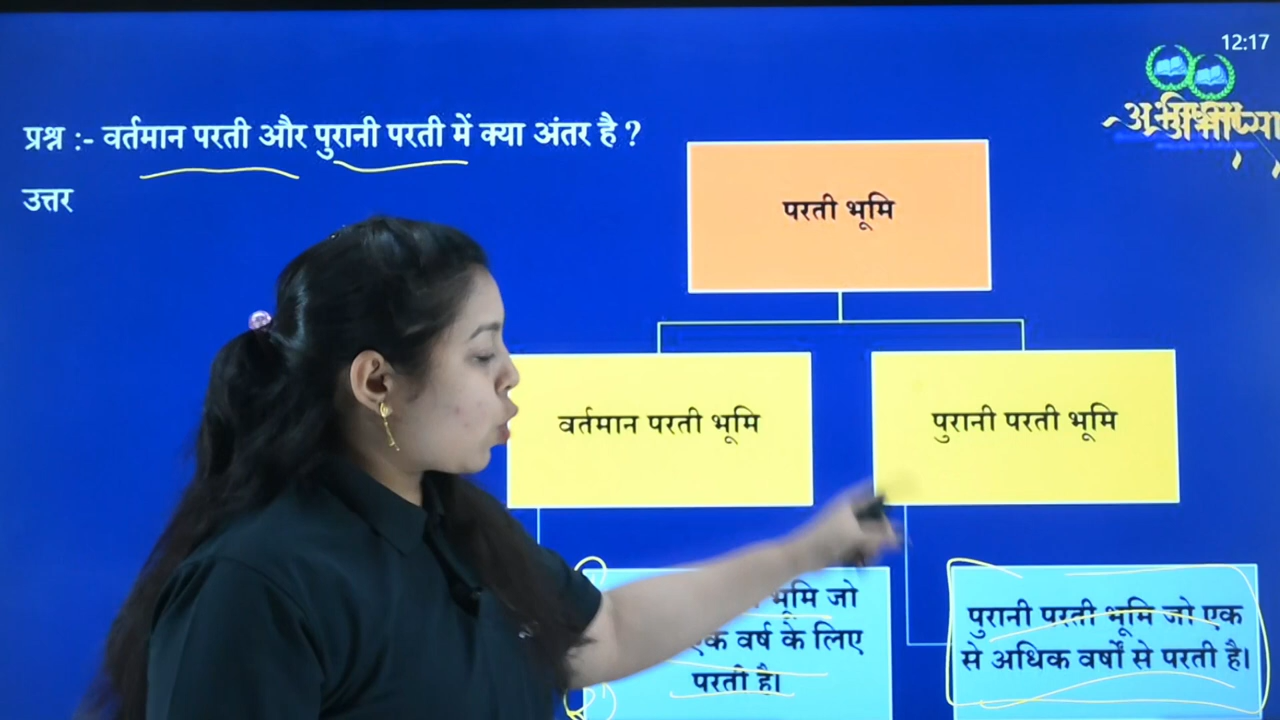 12:17
प्रश्न :- वर्तमान परती और पुरानी परती में क्या अंतर है ?
उत्तर
परती भूमि
वर्तमान परती भूमि
पुरानी परती भूमि
भूमि जो
एक वर्ष के लिए
परती है।
पुरानी परती भूमि जो एक
से अधिक वर्षों से परती है।